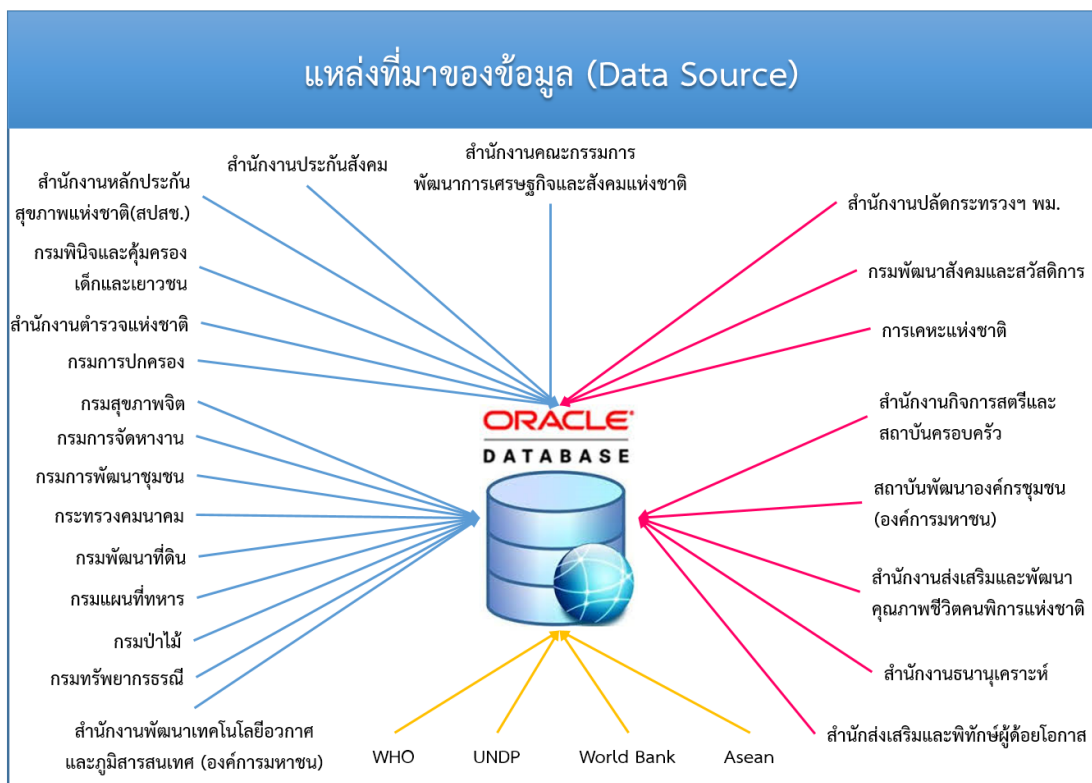 แหล่งที่มาของข้อมูล (Data Source)
สำนักงานประกันสังคม
สำนักงานคณะกรรมการ
พัฒนาการเศรษฐกิจและสังคมแห่งชาติ
สำนักงานหลักประกัน
สุขภาพแห่งชาติ(สปสช.)
กรมพินิจและคุ้มครอง
เด็กและเยาวชน
สำนักงานตำรวจแห่งชาติ
กรมการปกครอง
กรมสุขภาพจิต
กรมการจัดหางาน
กรมการพัฒนาชุมชน
กระทรวงคมนาคม
กรมพัฒนาที่ดิน
กรมแผนที่ทหาร
กรมป่าไม้
กรมทรัพยากรธรณี
สำนักงานพัฒนาเทคโนโลยีอวกาศ
และภูมิสารสนเทศ (องค์การมหาชน)
ORACLE
DATABASE
สำนักงานปลัดกระทรวงฯ พม.
กรมพัฒนาสังคมและสวัสดิการ
การเคหะแห่งชาติ
สำนักงานกิจการสตรีและ
สถาบันครอบครัว
สถาบันพัฒนาองค์กรชุมชน
(องค์การมหาชน)
สำนักงานส่งเสริมและพัฒนา
คุณภาพชีวิตคนพิการแห่งชาติ
สำนักงานธนานุเคราะห์
สำนักส่งเสริมและพิทักษ์ผู้ด้อยโอกาส
WHO
UNDP
World Bank
Asean